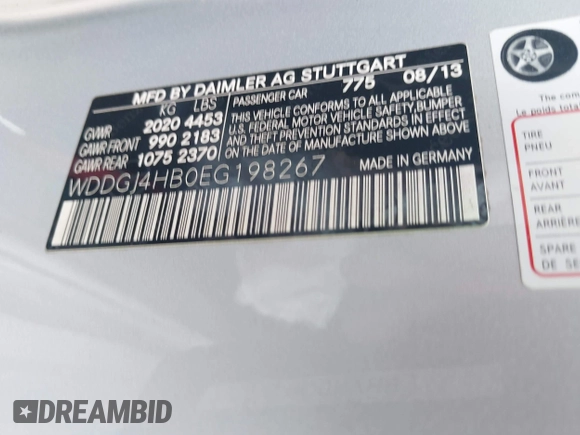 MFD BY DAIMLER AG STUTTGART
KG LBS
GVWR 2020 4453
GAWR FRONT 990 2183
GAWR REAR 1075 2370
PASSENGER CAR 775 08/13
THIS VEHICLE CONFORMS TO ALL APPLICABLE
U.S. FEDERAL MOTOR VEHICLE SAFETY, BUMPER
AND THEFT PREVENTION STANDARDS IN EFFECT
ON THE DATE OF MANUFACTURE SHOWN ABOVE
WDDGJ4HB0EG198267
MADE IN GERMANY
The com
Le poids total
TIRE
PNEU
FRONT
AVANT
REAR
ARRIÈRE
SPARE
DE SE
DREAMBID